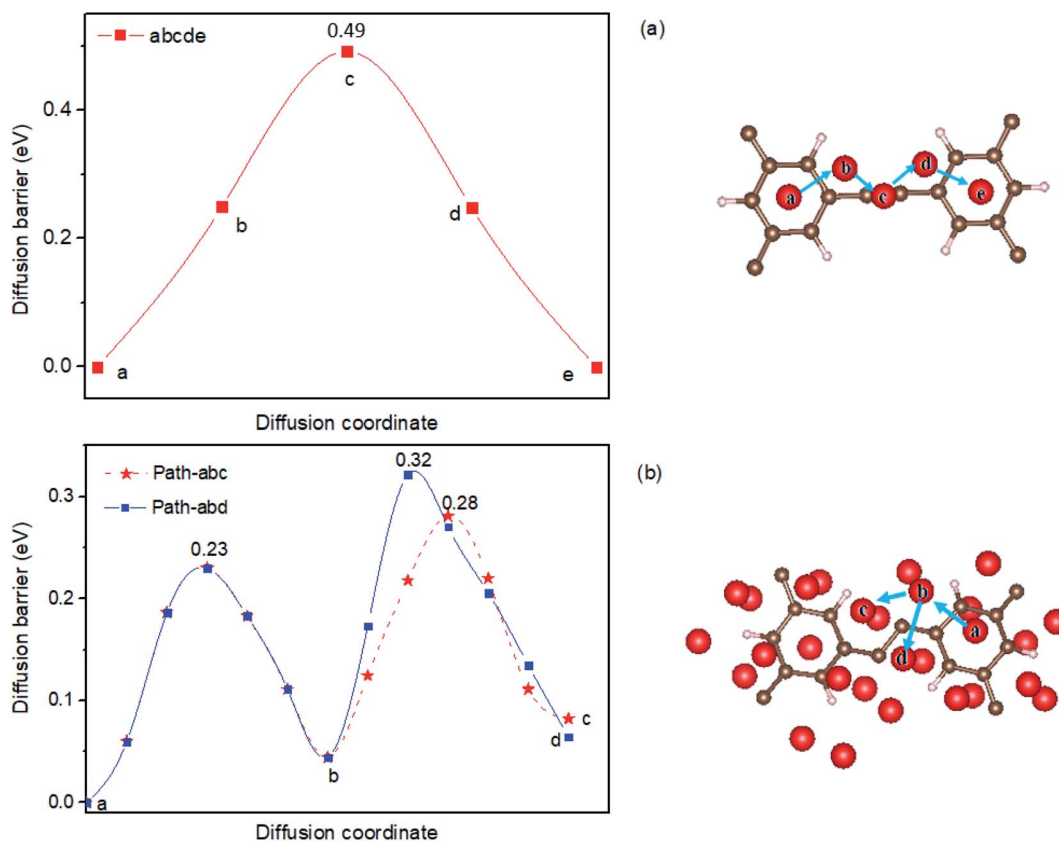 abcde
0.49
(a)
c
0.4
Diffusion barrier (eV)
b
d
a
b
c
d
e
0.2
0.0
a
e
Diffusion coordinate
Path-abc
Path-abd
0.32
(b)
0.3
0.28
0.23
Diffusion barrier (eV)
0.2
b
c
a
d
0.1
c
d
b
0.0
a
Diffusion coordinate